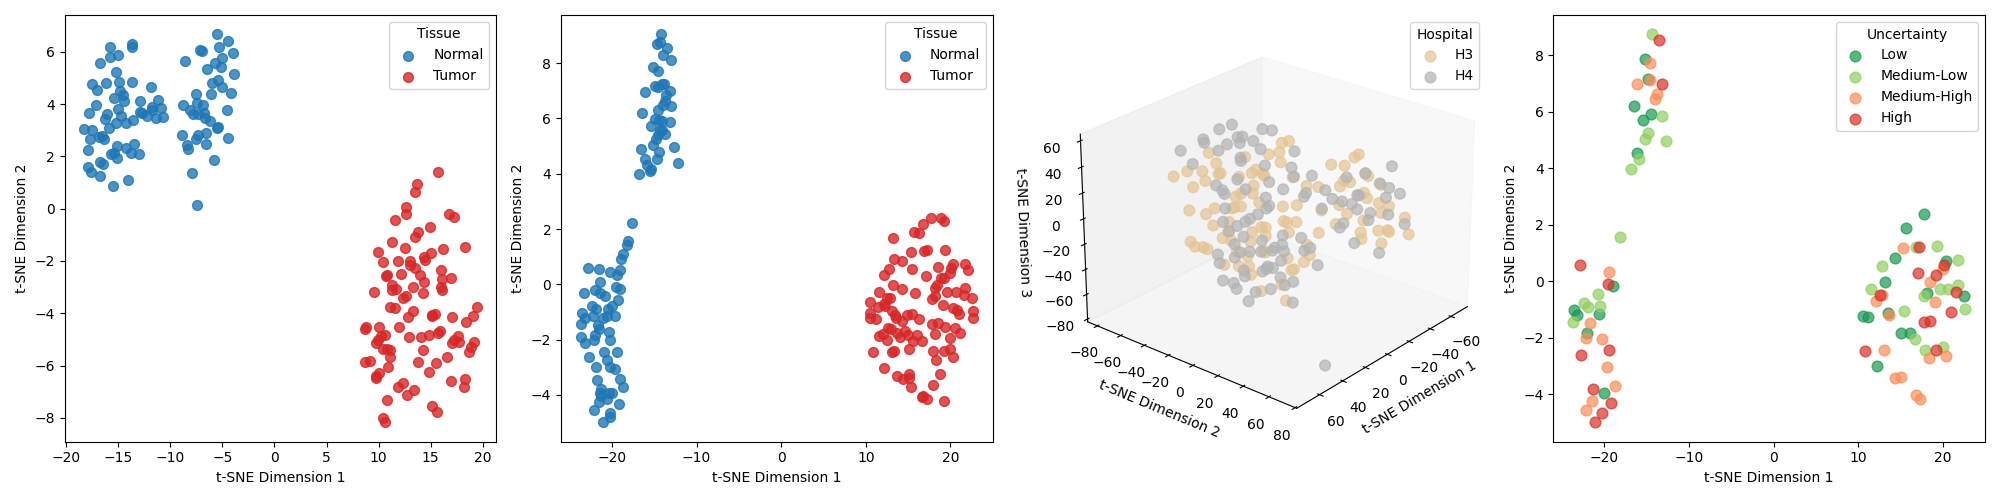 Tissue
Normal
Tumor
6
4
2
0
−2
−4
−6
−8
−20
−15
−10
−5
0
5
10
15
20
t-SNE Dimension 1
t-SNE Dimension 2
Tissue
Normal
Tumor
8
6
4
2
0
−2
−4
−20
−10
0
10
20
t-SNE Dimension 1
t-SNE Dimension 2
Hospital
H3
H4
60
40
20
0
−20
−40
−60
−80
t-SNE Dimension 3
−80
−60
−40
−20
0
20
40
60
80
t-SNE Dimension 2
−60
−40
−20
0
20
40
60
t-SNE Dimension 1
Uncertainty
Low
Medium-Low
Medium-High
High
8
6
4
2
0
−2
−4
−20
−10
0
10
20
t-SNE Dimension 1
t-SNE Dimension 2